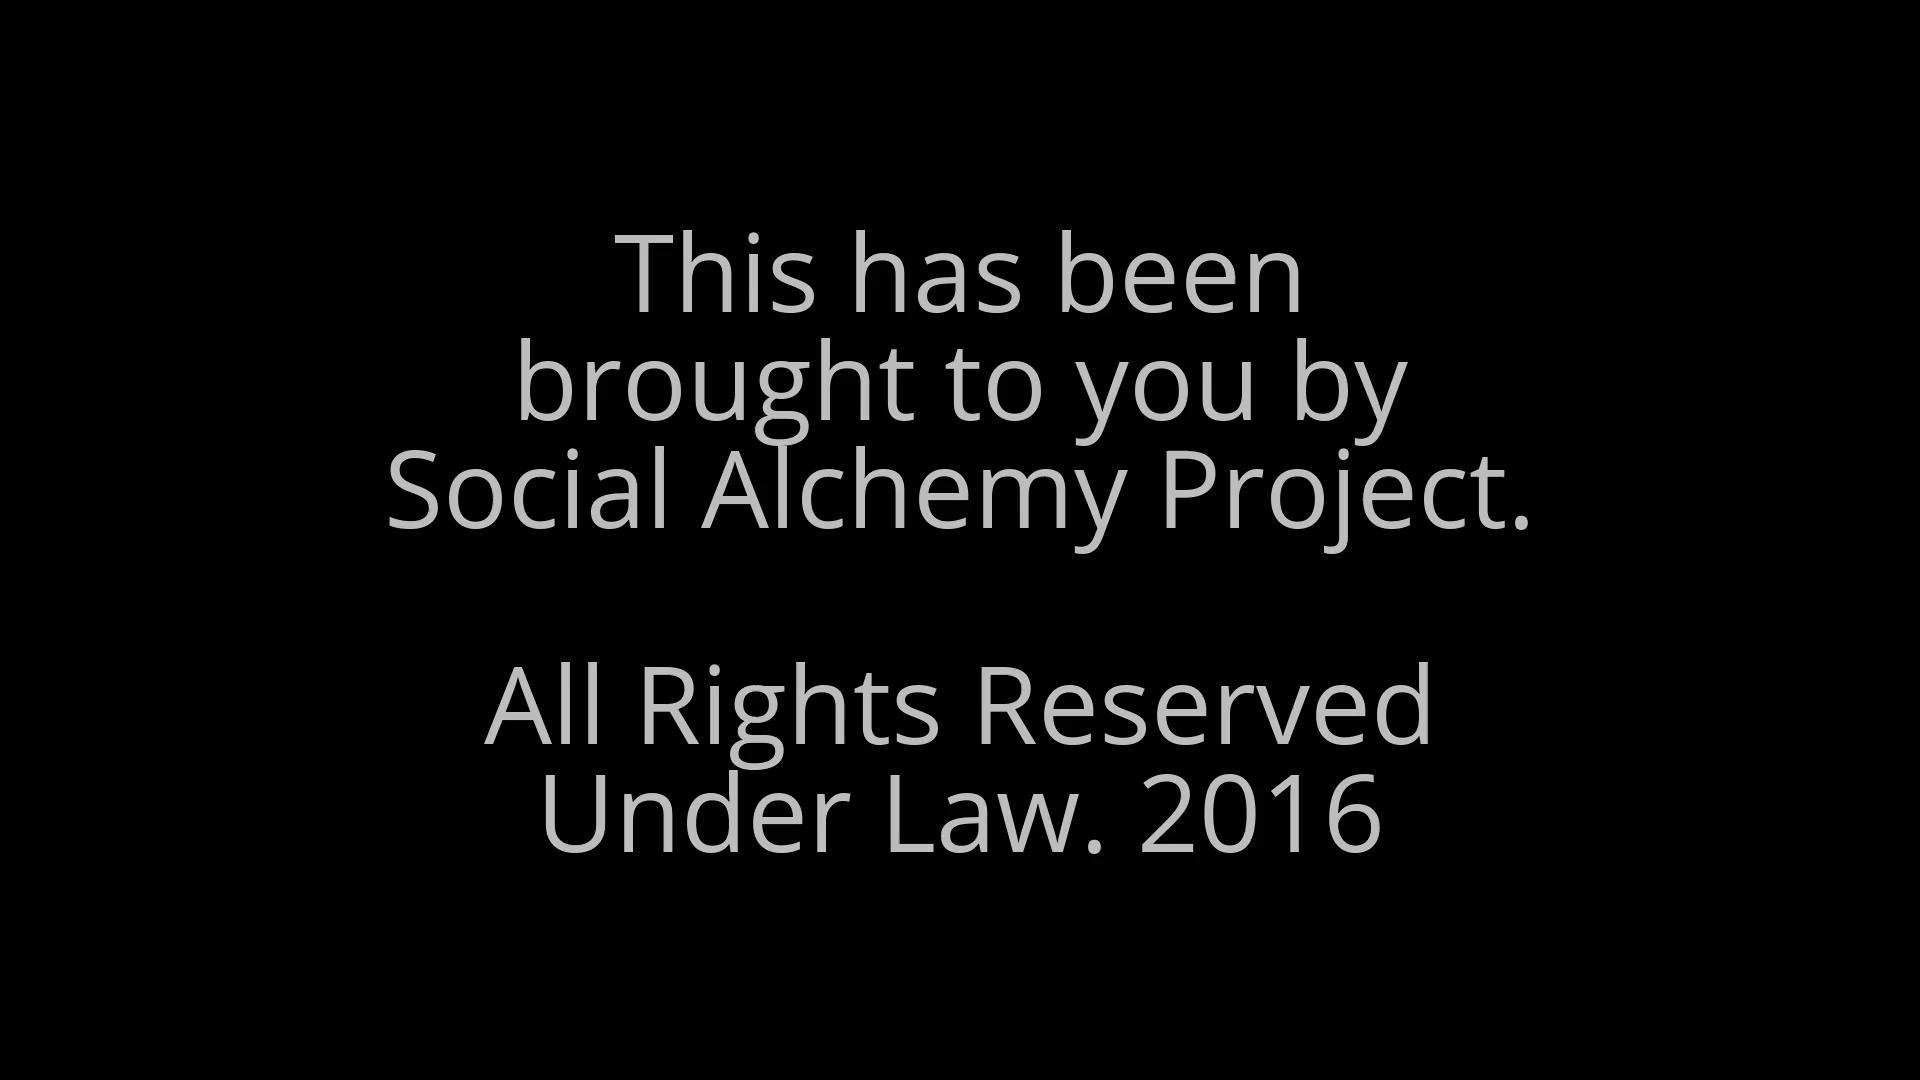 This has been
brought to you by
Social Alchemy Project.
All Rights Reserved
Under Law. 2016